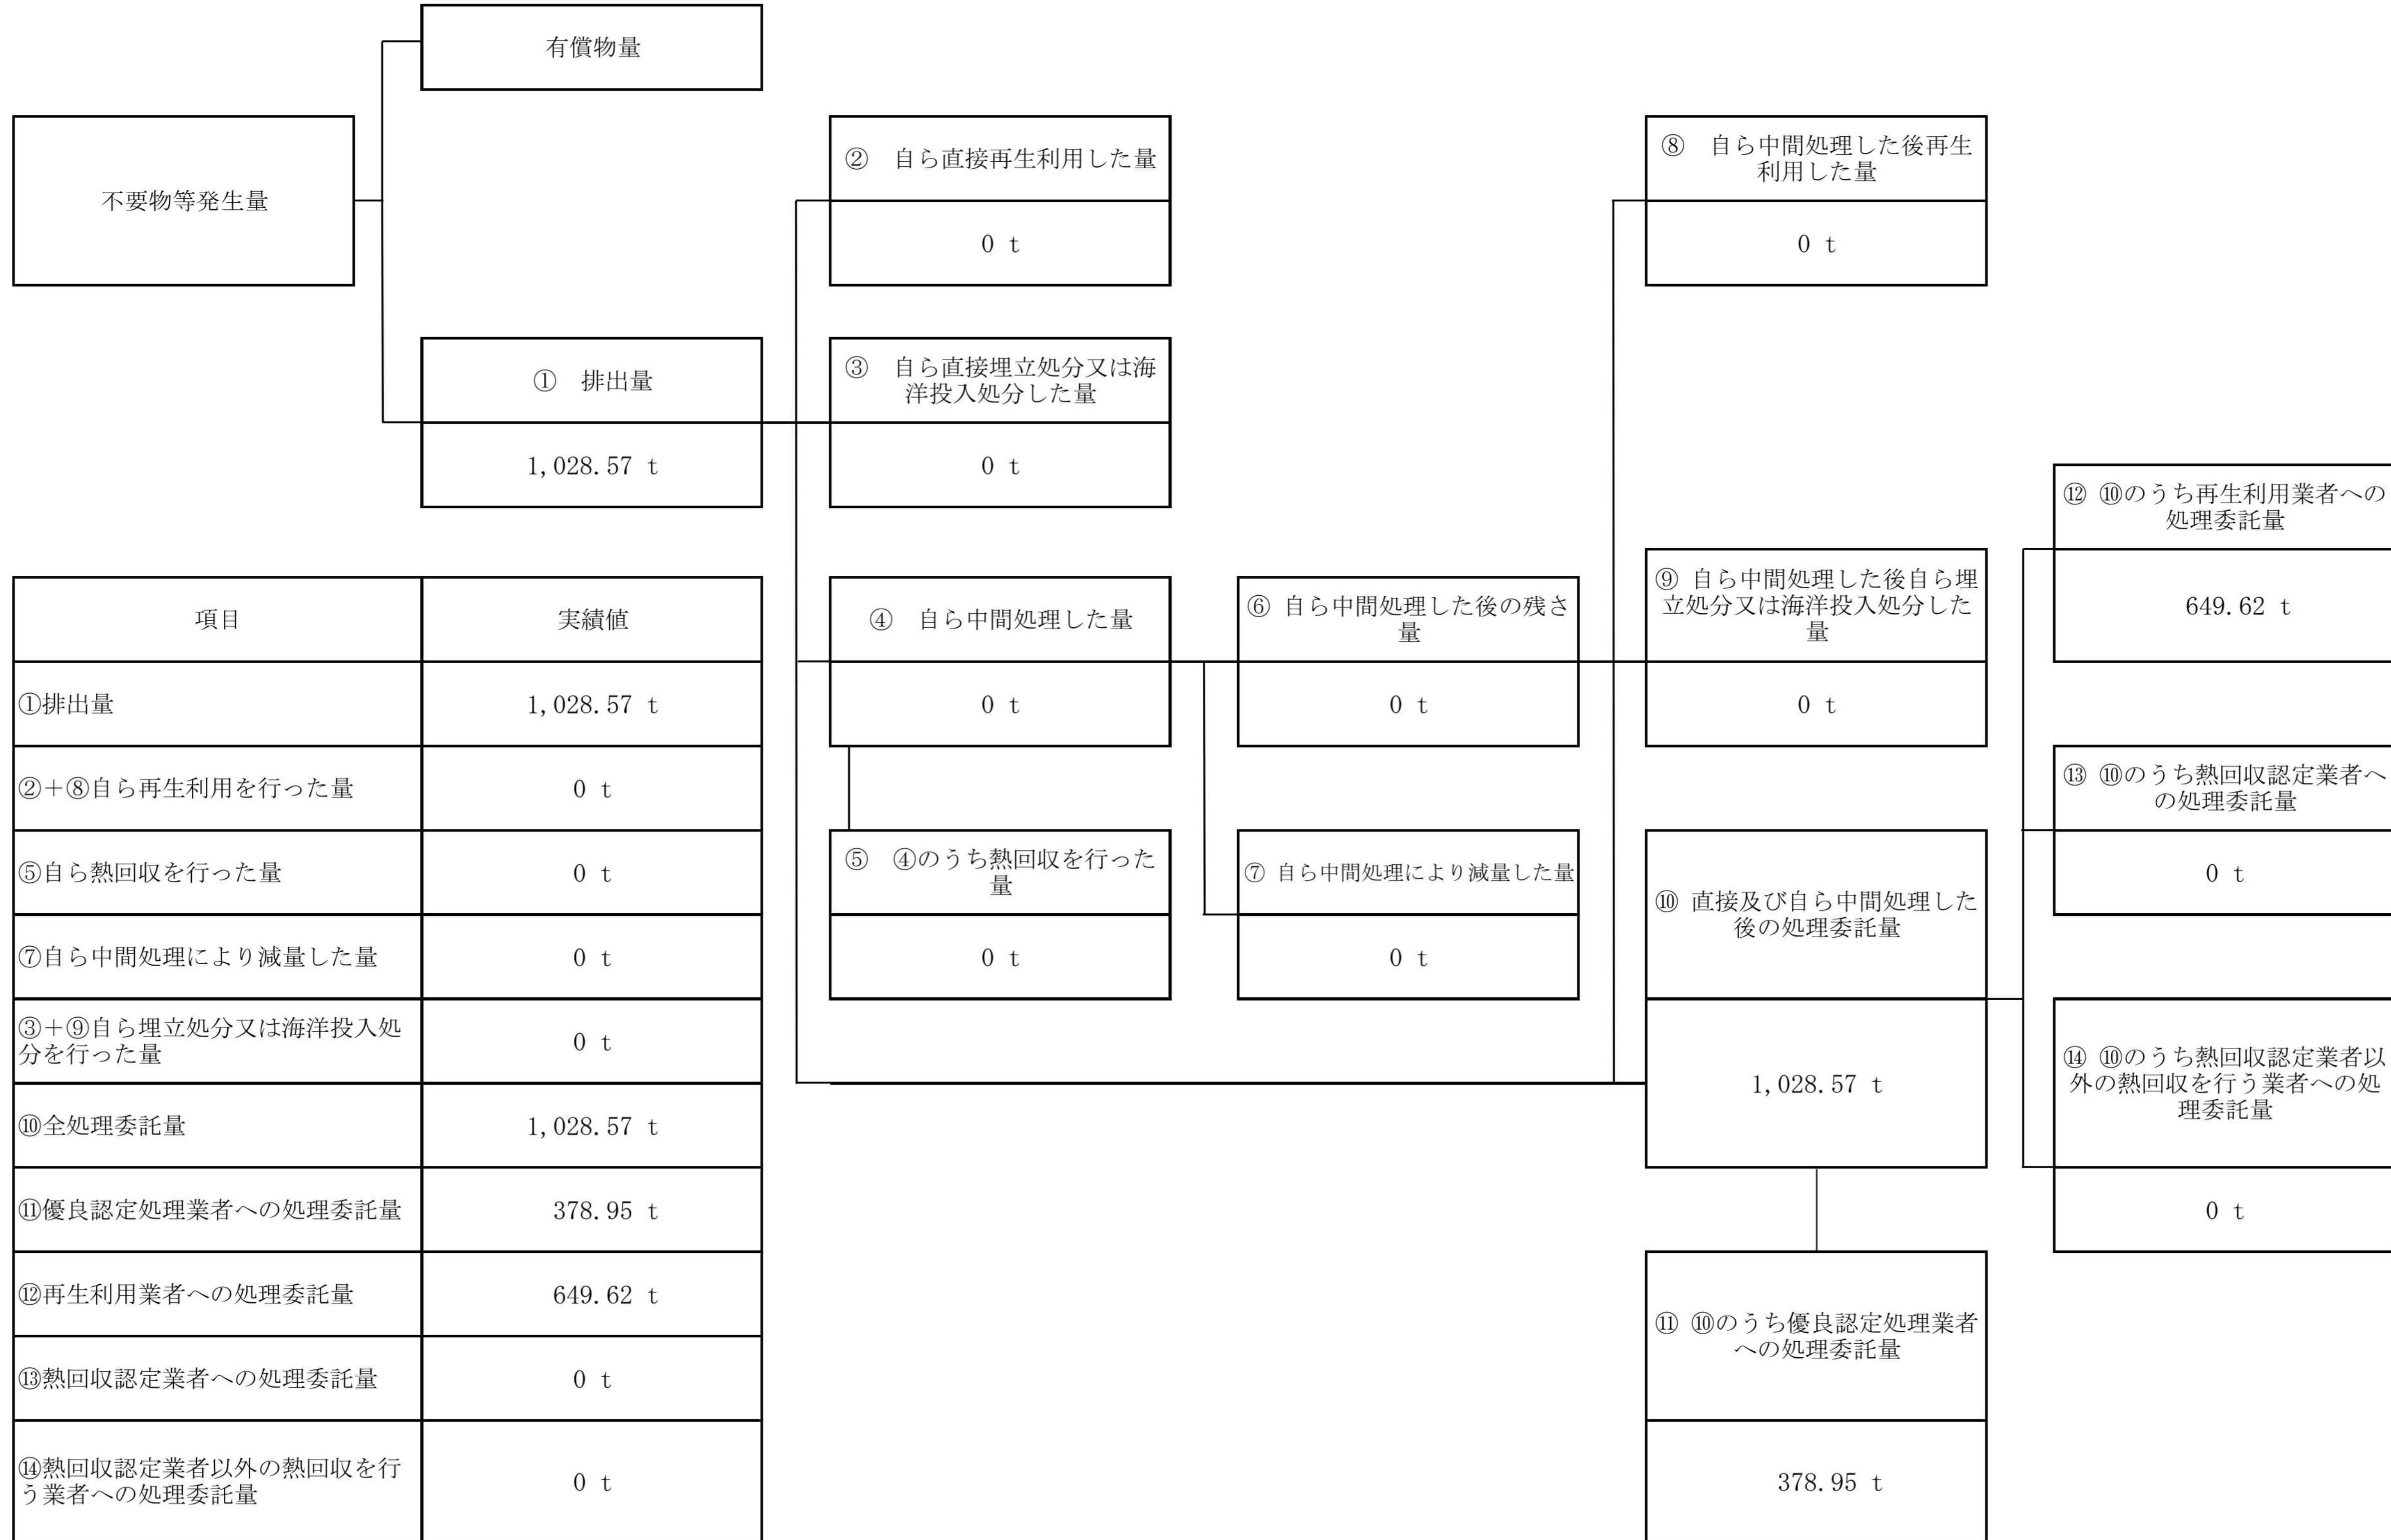 有償物量
不要物等発生量
② 自ら直接再生利用した量
0 t
⑧ 自ら中間処理した後再生
利用した量
0 t
① 排出量
1,028.57 t
③ 自ら直接埋立処分又は海
洋投入処分した量
0 t
⑫ ⑩のうち再生利用業者への
処理委託量
649.62 t
④ 自ら中間処理した量
0 t
⑥ 自ら中間処理した後の残さ
量
0 t
⑨ 自ら中間処理した後自ら埋
立処分又は海洋投入処分した
量
0 t
⑬ ⑩のうち熱回収認定業者へ
の処理委託量
0 t
⑤ ④のうち熱回収を行った
量
0 t
⑦ 自ら中間処理により減量した量
0 t
⑩ 直接及び自ら中間処理した
後の処理委託量
1,028.57 t
⑭ ⑩のうち熱回収認定業者以
外の熱回収を行う業者への処
理委託量
0 t
⑪ ⑩のうち優良認定処理業者
への処理委託量
378.95 t
項目 実績値
①排出量 1,028.57 t
②+⑧自ら再生利用を行った量 0 t
⑤自ら熱回収を行った量 0 t
⑦自ら中間処理により減量した量 0 t
③+⑨自ら埋立処分又は海洋投入処
分を行った量 0 t
⑩全処理委託量 1,028.57 t
⑪優良認定処理業者への処理委託量 378.95 t
⑫再生利用業者への処理委託量 649.62 t
⑬熱回収認定業者への処理委託量 0 t
⑭熱回収認定業者以外の熱回収を行
う業者への処理委託量 0 t